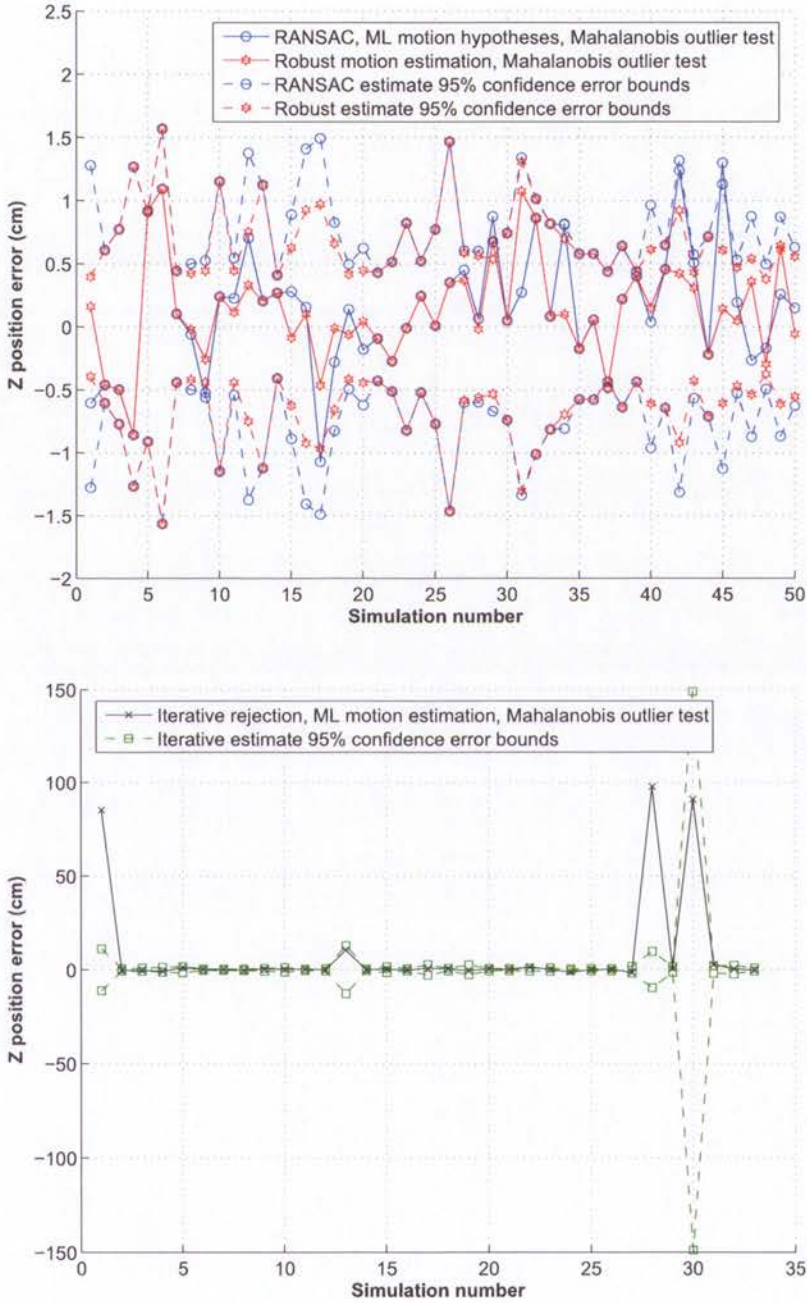 2.5
2
1.5
1
0.5
0
−0.5
−1
−1.5
−2
Z position error (cm)
RANSAC, ML motion hypotheses, Mahalanobis outlier test
Robust motion estimation, Mahalanobis outlier test
RANSAC estimate 95% confidence error bounds
Robust estimate 95% confidence error bounds
0 5 10 15 20 25 30 35 40 45 50
Simulation number
150
100
50
0
−50
−100
−150
Z position error (cm)
Iterative rejection, ML motion estimation, Mahalanobis outlier test
Iterative estimate 95% confidence error bounds
0 5 10 15 20 25 30 35
Simulation number